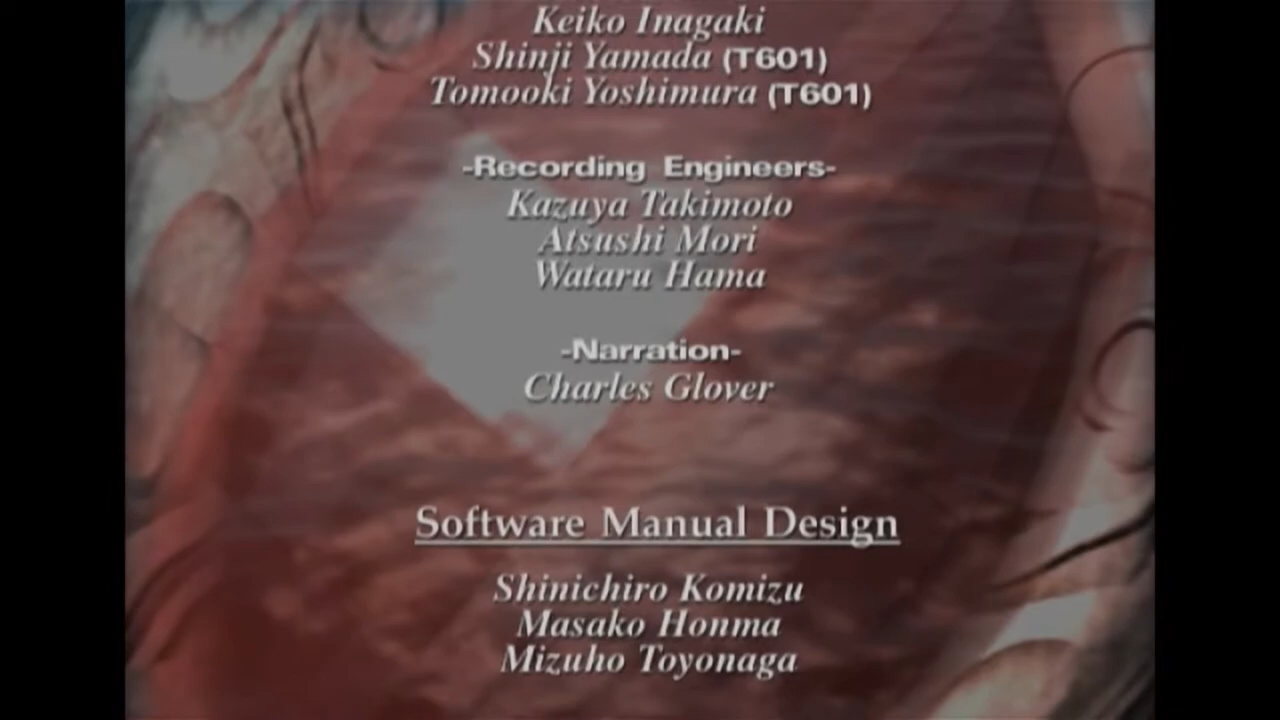 Keiko Inagaki
Shinji Yamada (T601)
Tomooki Yoshimura (T601)
-Recording Engineers-
Kazuya Takimoto
Atsushi Mori
Wataru Hama
-Narration-
Charles Glover
Software Manual Design
Shinichiro Komizu
Masako Honma
Mizuho Toyonaga